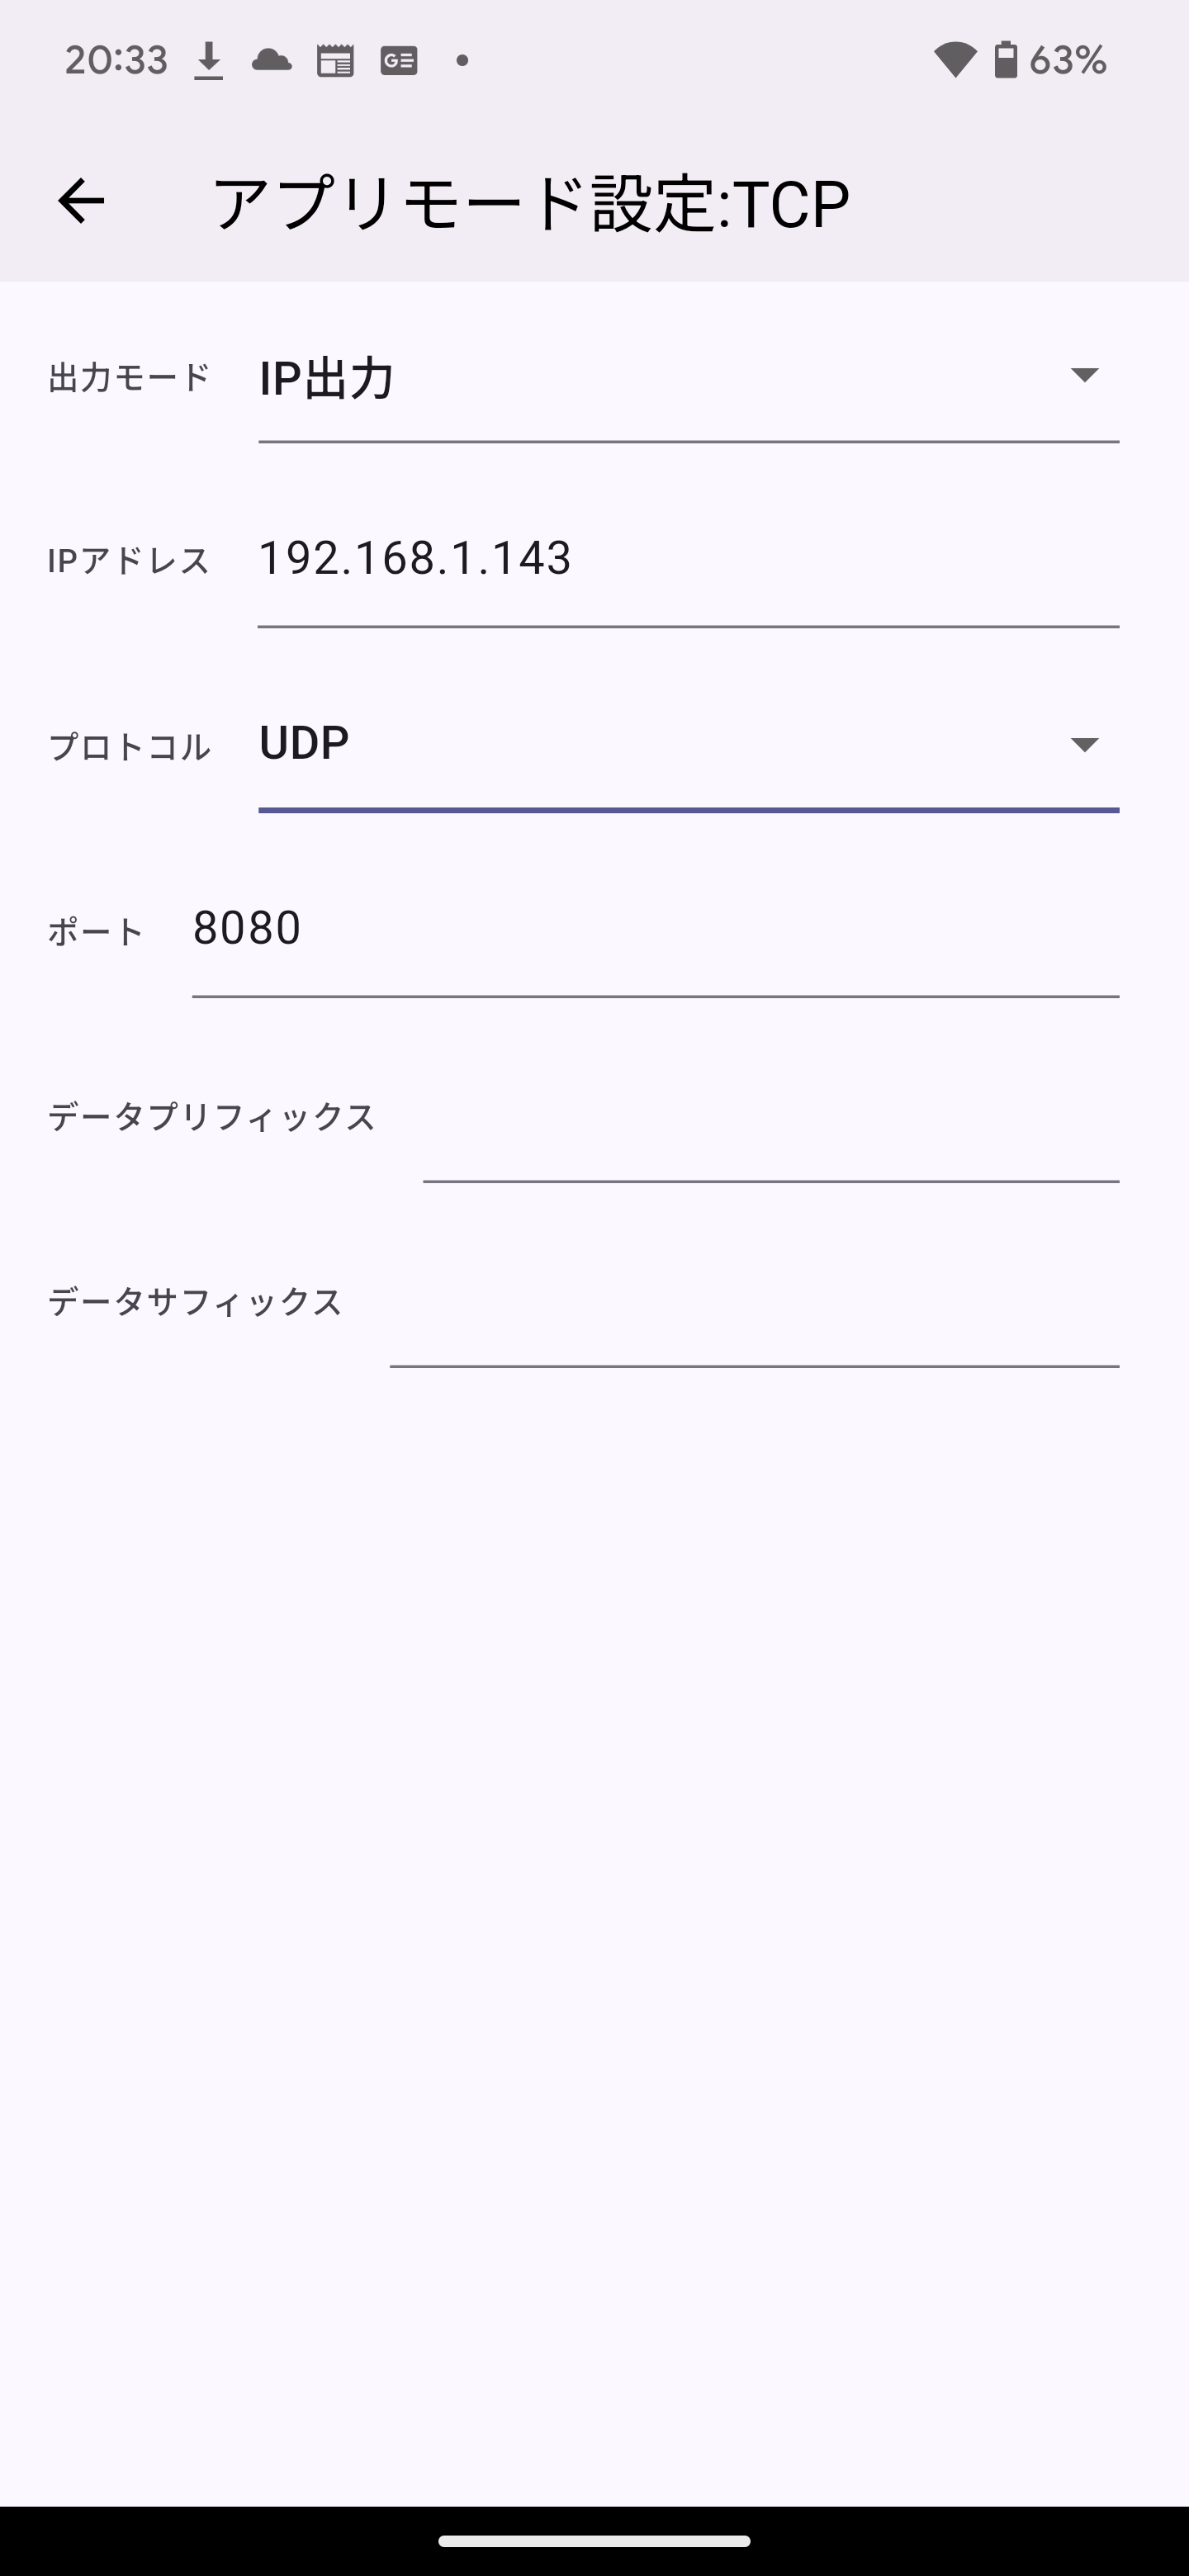 20:33
63%
アプリモード設定:TCP
出力モード IP出力
IPアドレス 192.168.1.143
プロトコル UDP
ポート 8080
データプリフィックス
データサフィックス